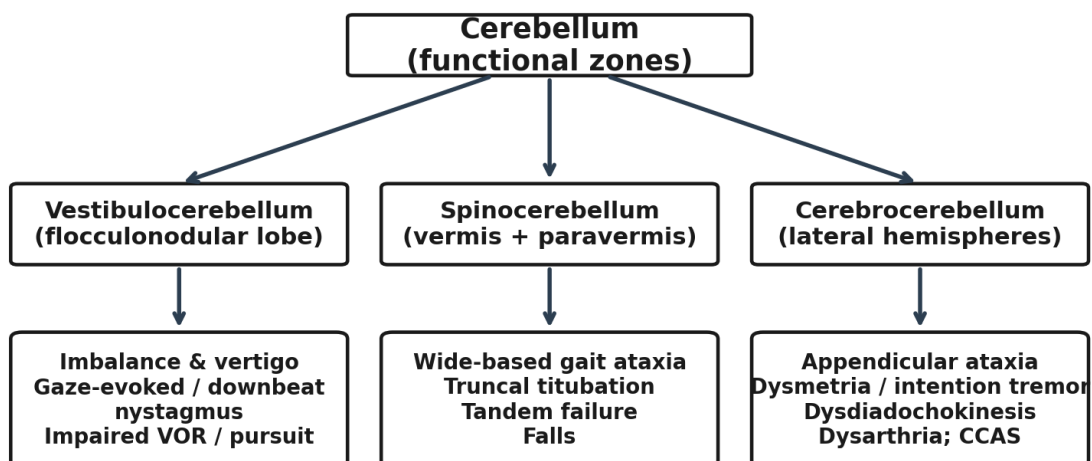 Cerebellum
(functional zones)
Vestibulocerebellum
(flocculonodular lobe)
Spinocerebellum
(vermis + paravermis)
Cerebrocerebellum
(lateral hemispheres)
Imbalance & vertigo
Gaze-evoked / downbeat
nystagmus
Impaired VOR / pursuit
Wide-based gait ataxia
Truncal titubation
Tandem failure
Falls
Appendicular ataxia
Dysmetria / intention tremor
Dysdiadochokinesis
Dysarthria; CCAS